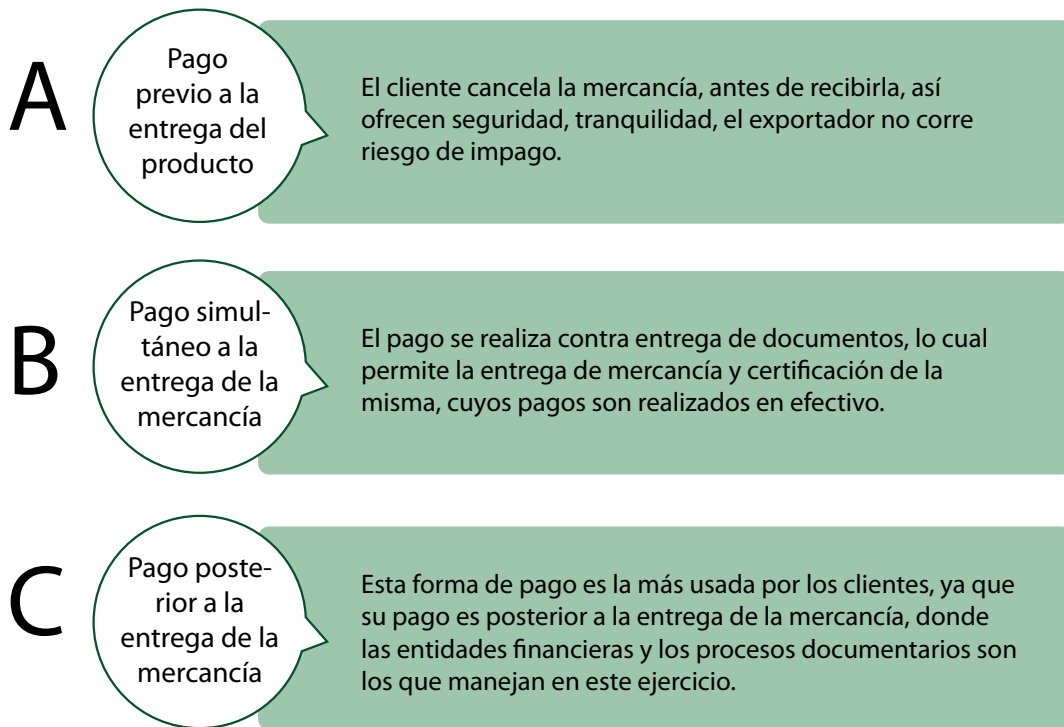 A
Pago
previo a la
entrega del
producto
El cliente cancela la mercancía, antes de recibirla, así
ofrecen seguridad, tranquilidad, el exportador no corre
riesgo de impago.
B
Pago simul-
táneo a la
entrega de la
mercancía
El pago se realiza contra entrega de documentos, lo cual
permite la entrega de mercancía y certificación de la
misma, cuyos pagos son realizados en efectivo.
C
Pago poste-
rior a la
entrega de la
mercancía
Esta forma de pago es la más usada por los clientes, ya que
su pago es posterior a la entrega de la mercancía, donde
las entidades financieras y los procesos documentarios son
los que manejan en este ejercicio.